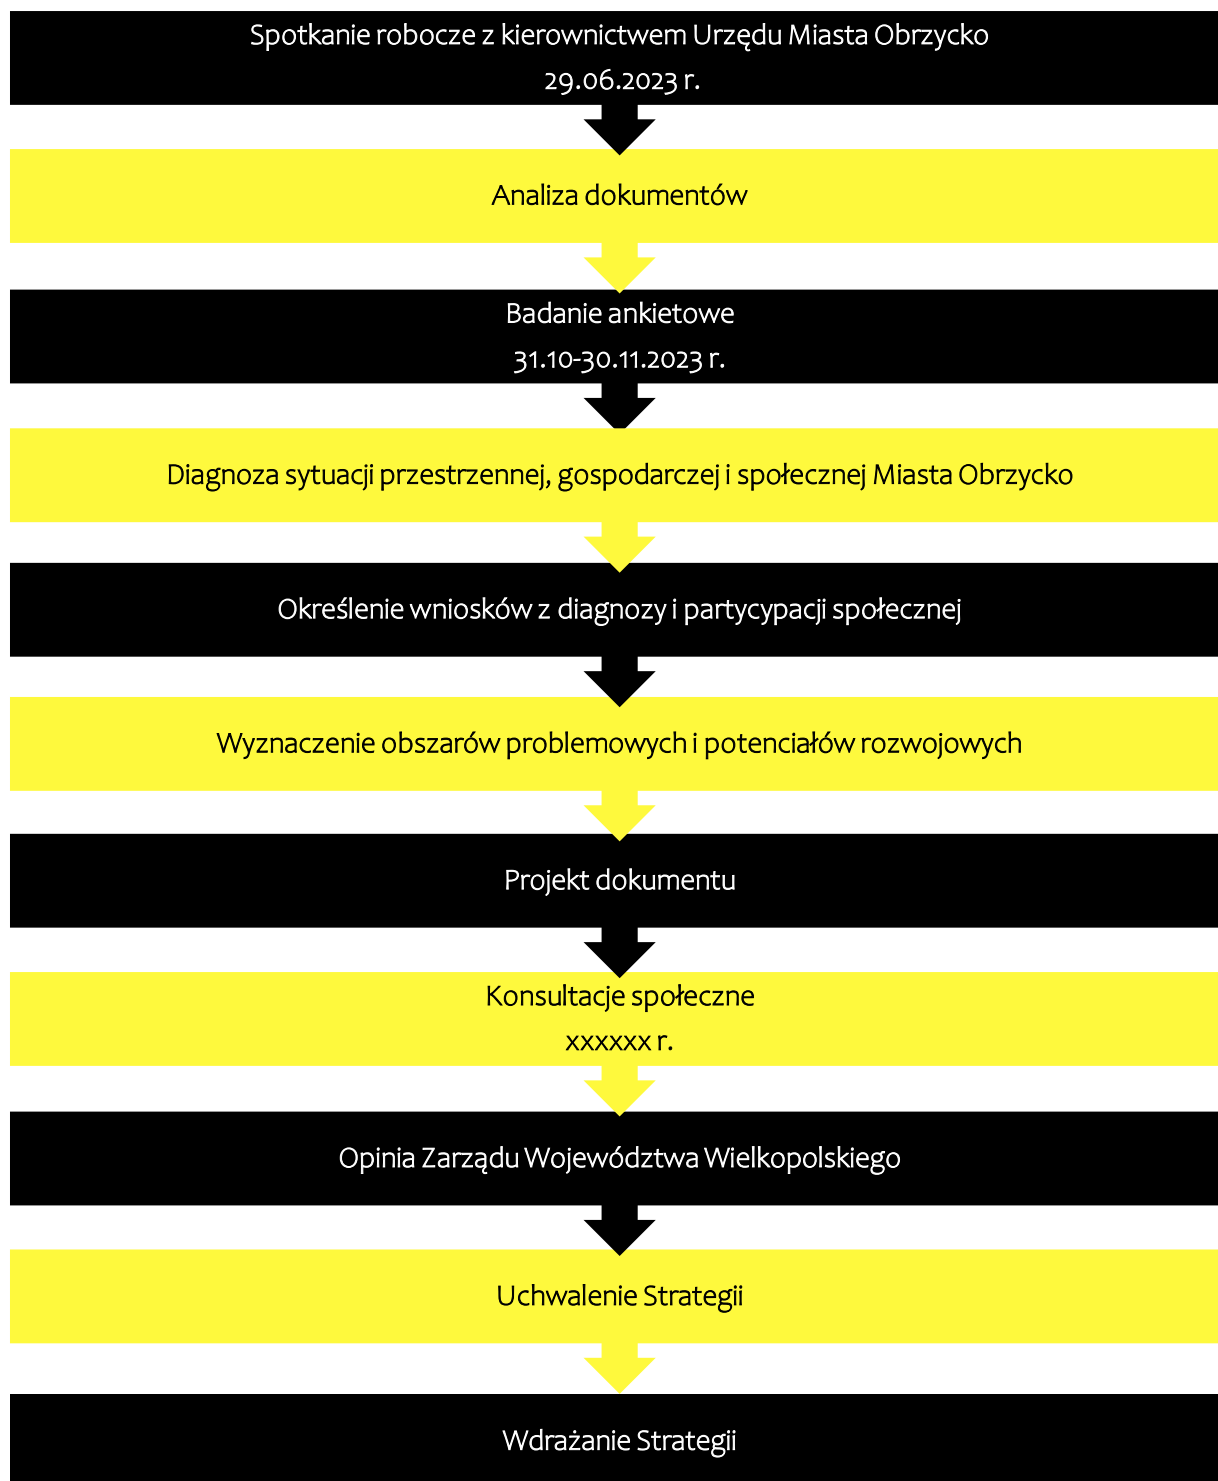 Spotkanie robocze z kierownictwem Urzędu Miasta Obrzycko
29.06.2023 r.
Analiza dokumentów
Badanie ankietowe
31.10-30.11.2023 r.
Diagnoza sytuacji przestrzennej, gospodarczej i społecznej Miasta Obrzycko
Określenie wniosków z diagnozy i partycypacji społecznej
Wyznaczenie obszarów problemowych i potenciałów rozwojowych
Projekt dokumentu
Konsultacje społeczne
xxxxxx r.
Opinia Zarządu Województwa Wielkopolskiego
Uchwalenie Strategii
Wdrażanie Strategii